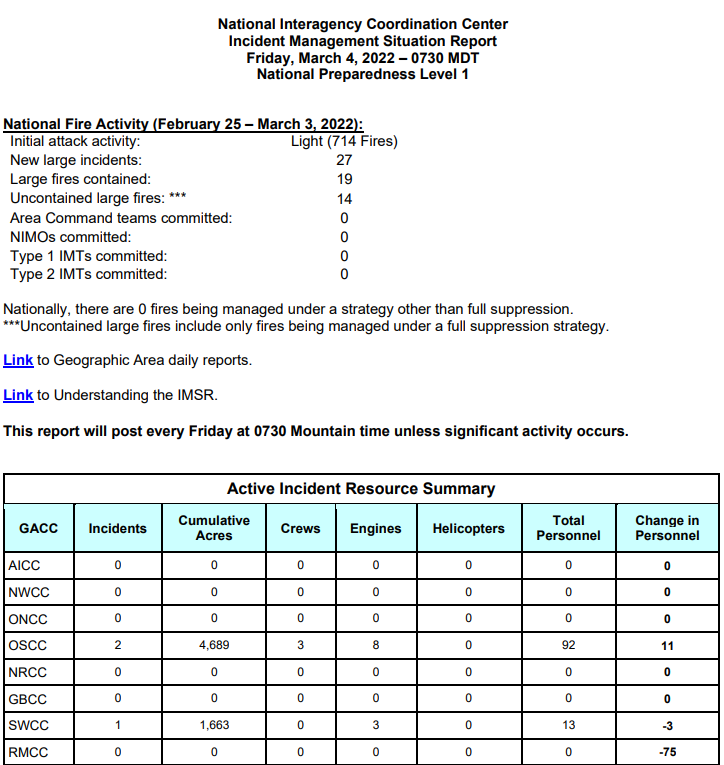 National Interagency Coordination Center
Incident Management Situation Report
Friday, March 4, 2022 – 0730 MDT
National Preparedness Level 1
National Fire Activity (February 25 – March 3, 2022):
Initial attack activity: Light (714 Fires)
New large incidents: 27
Large fires contained: 19
Uncontained large fires: *** 14
Area Command teams committed: 0
NIMOs committed: 0
Type 1 IMTs committed: 0
Type 2 IMTs committed: 0
Nationally, there are 0 fires being managed under a strategy other than full suppression.
***Uncontained large fires include only fires being managed under a full suppression strategy.
Link to Geographic Area daily reports.
Link to Understanding the IMSR.
This report will post every Friday at 0730 Mountain time unless significant activity occurs.
Active Incident Resource Summary
GACC Incidents Cumulative Acres Crews Engines Helicopters Total Personnel Change in Personnel
AICC 0 0 0 0 0 0 0
NWCC 0 0 0 0 0 0 0
ONCC 0 0 0 0 0 0 0
OSCC 2 4,689 3 8 0 92 11
NRCC 0 0 0 0 0 0 0
GBCC 0 0 0 0 0 0 0
SWCC 1 1,663 0 3 0 13 -3
RMCC 0 0 0 0 0 0 -75